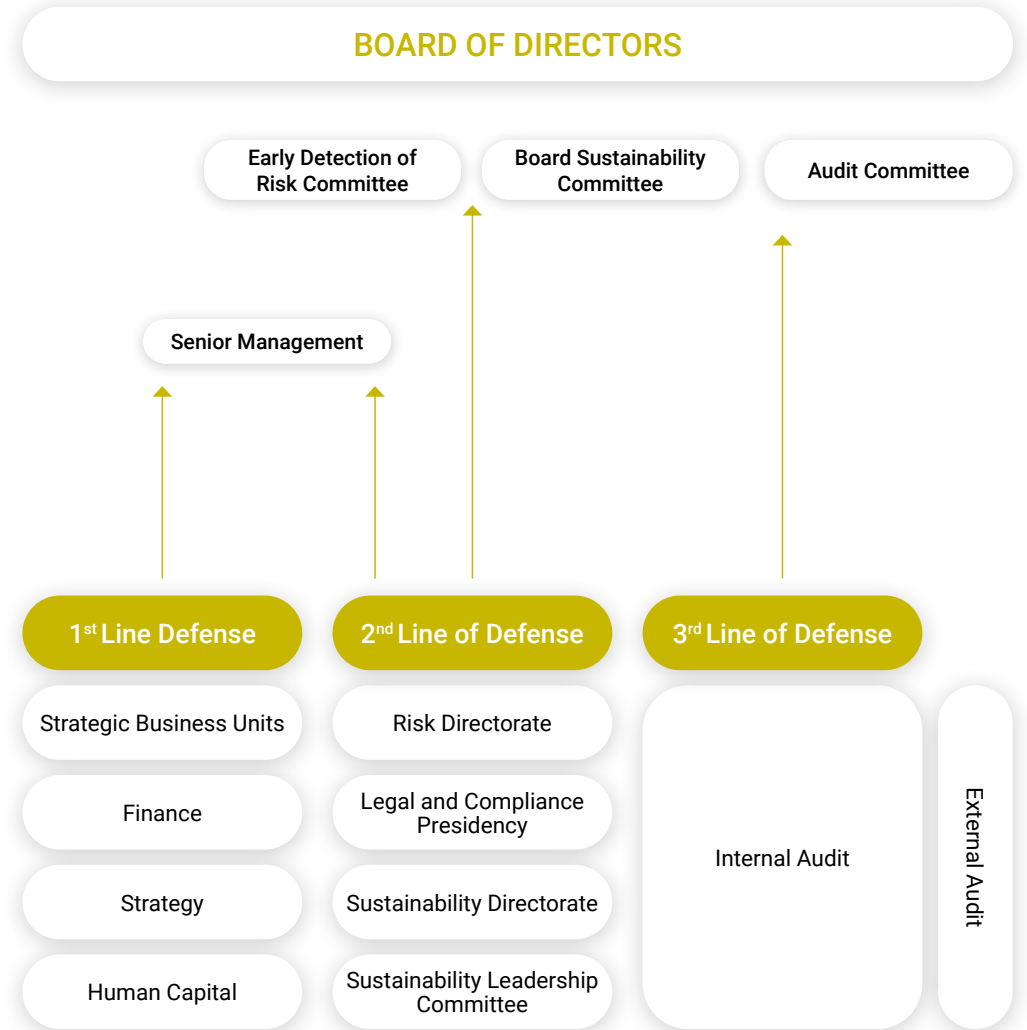 BOARD OF DIRECTORS
Early Detection of
Risk Committee
Board Sustainability
Committee
Audit Committee
Senior Management
1st Line Defense
2nd Line of Defense
3rd Line of Defense
Strategic Business Units
Finance
Strategy
Human Capital
Risk Directorate
Legal and Compliance
Presidency
Sustainability Directorate
Sustainability Leadership
Committee
Internal Audit
External Audit